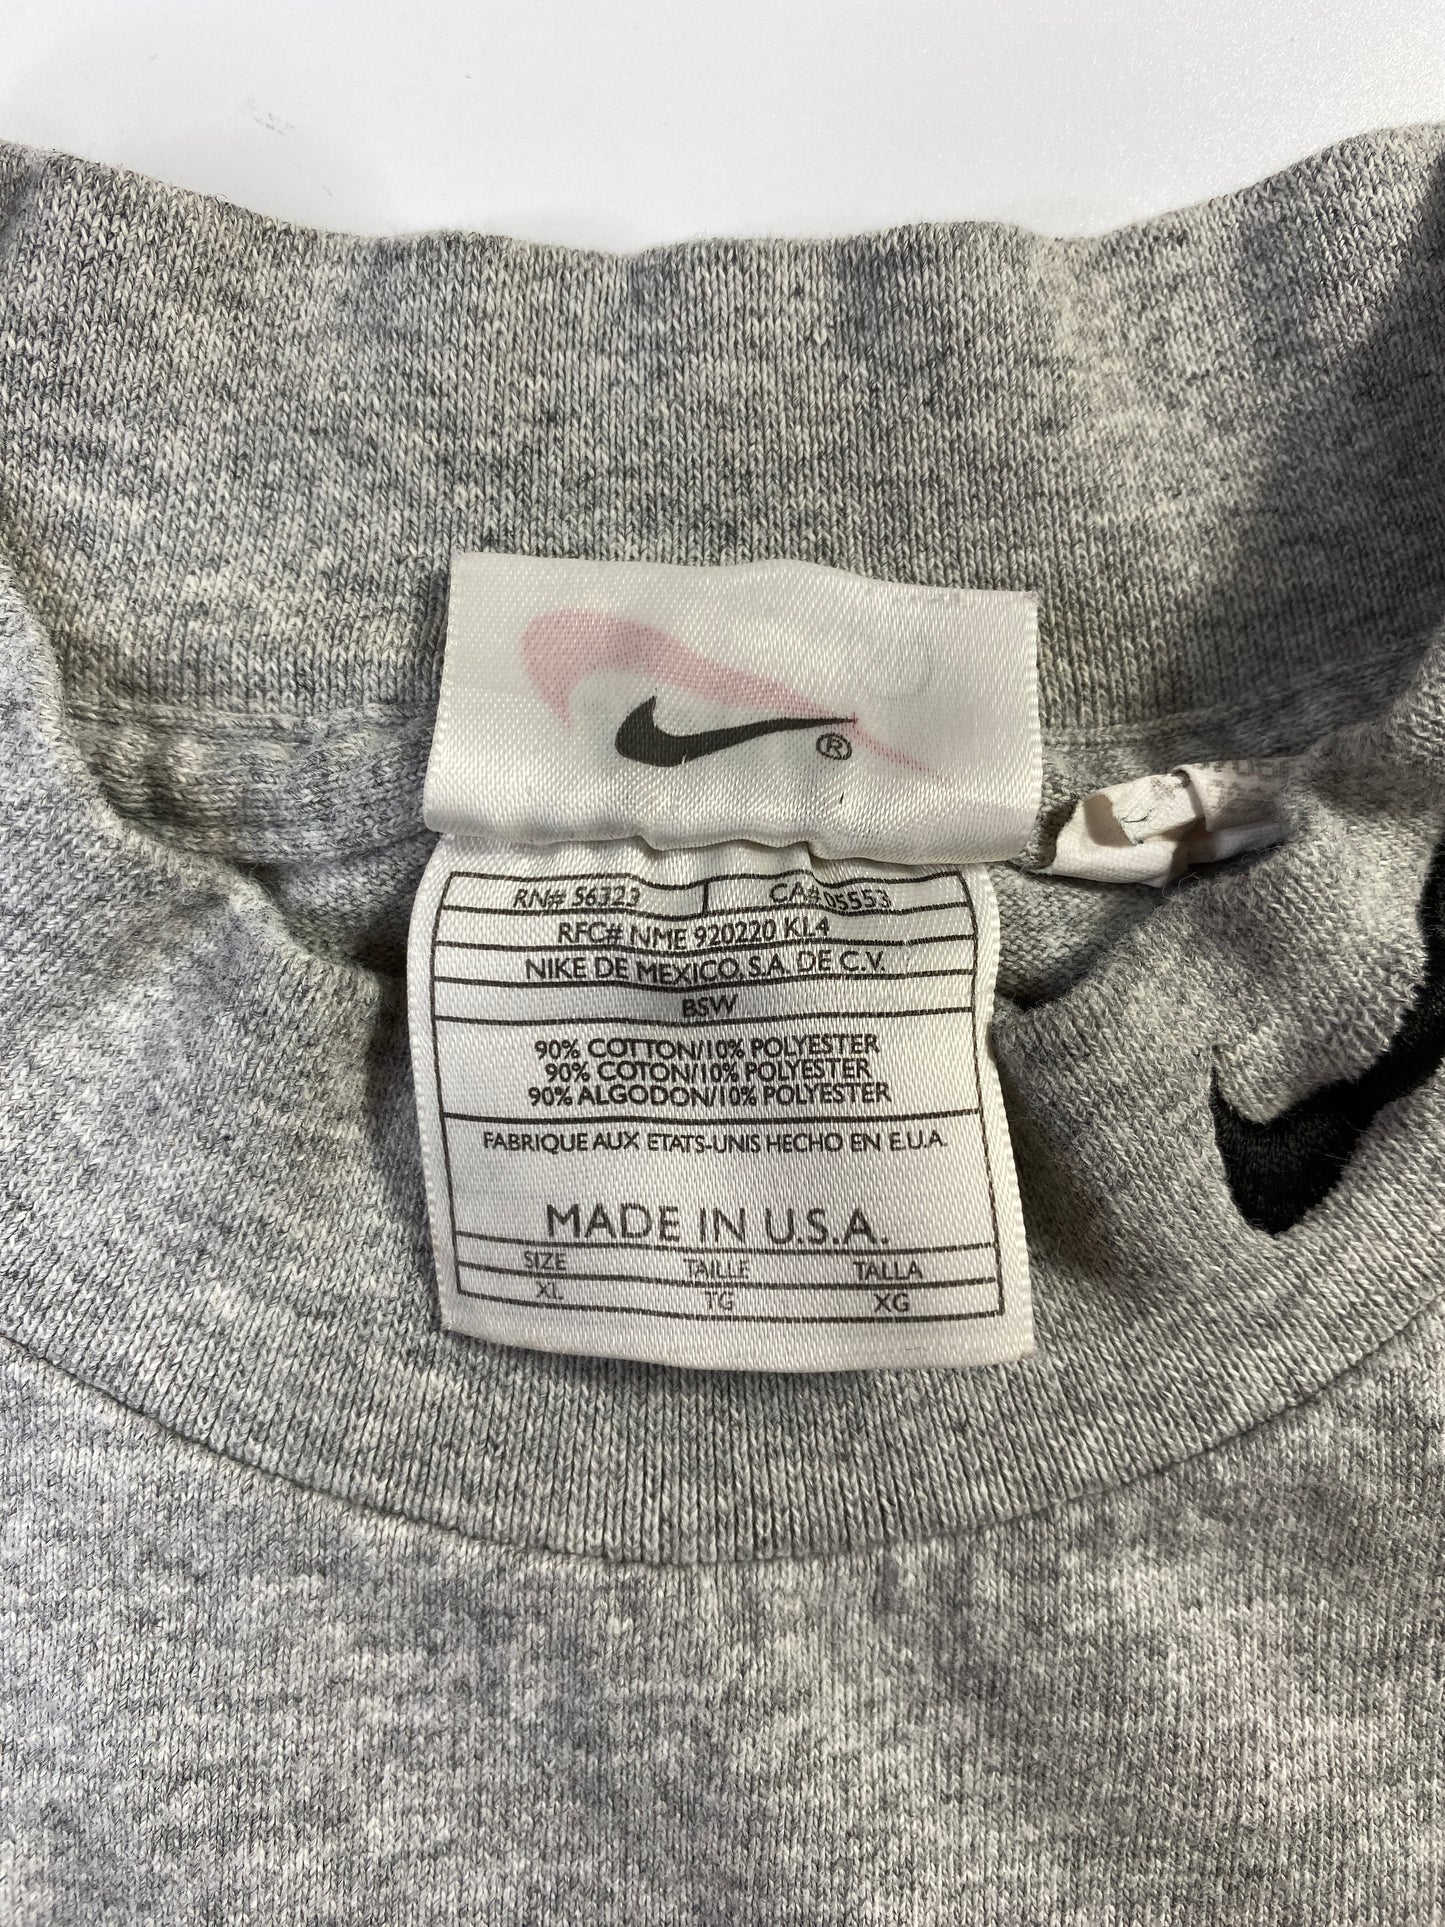 ®
RN# 56323 CA# 05553
RFC# NME 920220 KL4
NIKE DE MEXICO S.A. DE C.V.
BSW
90% COTTON/10% POLYESTER
90% COTON/10% POLYESTER
90% ALGODON/10% POLYESTER
FABRIQUE AUX ETATS-UNIS HECHO EN E.U.A.
MADE IN U.S.A.
SIZE TAILLE TALLA
XL TG XG